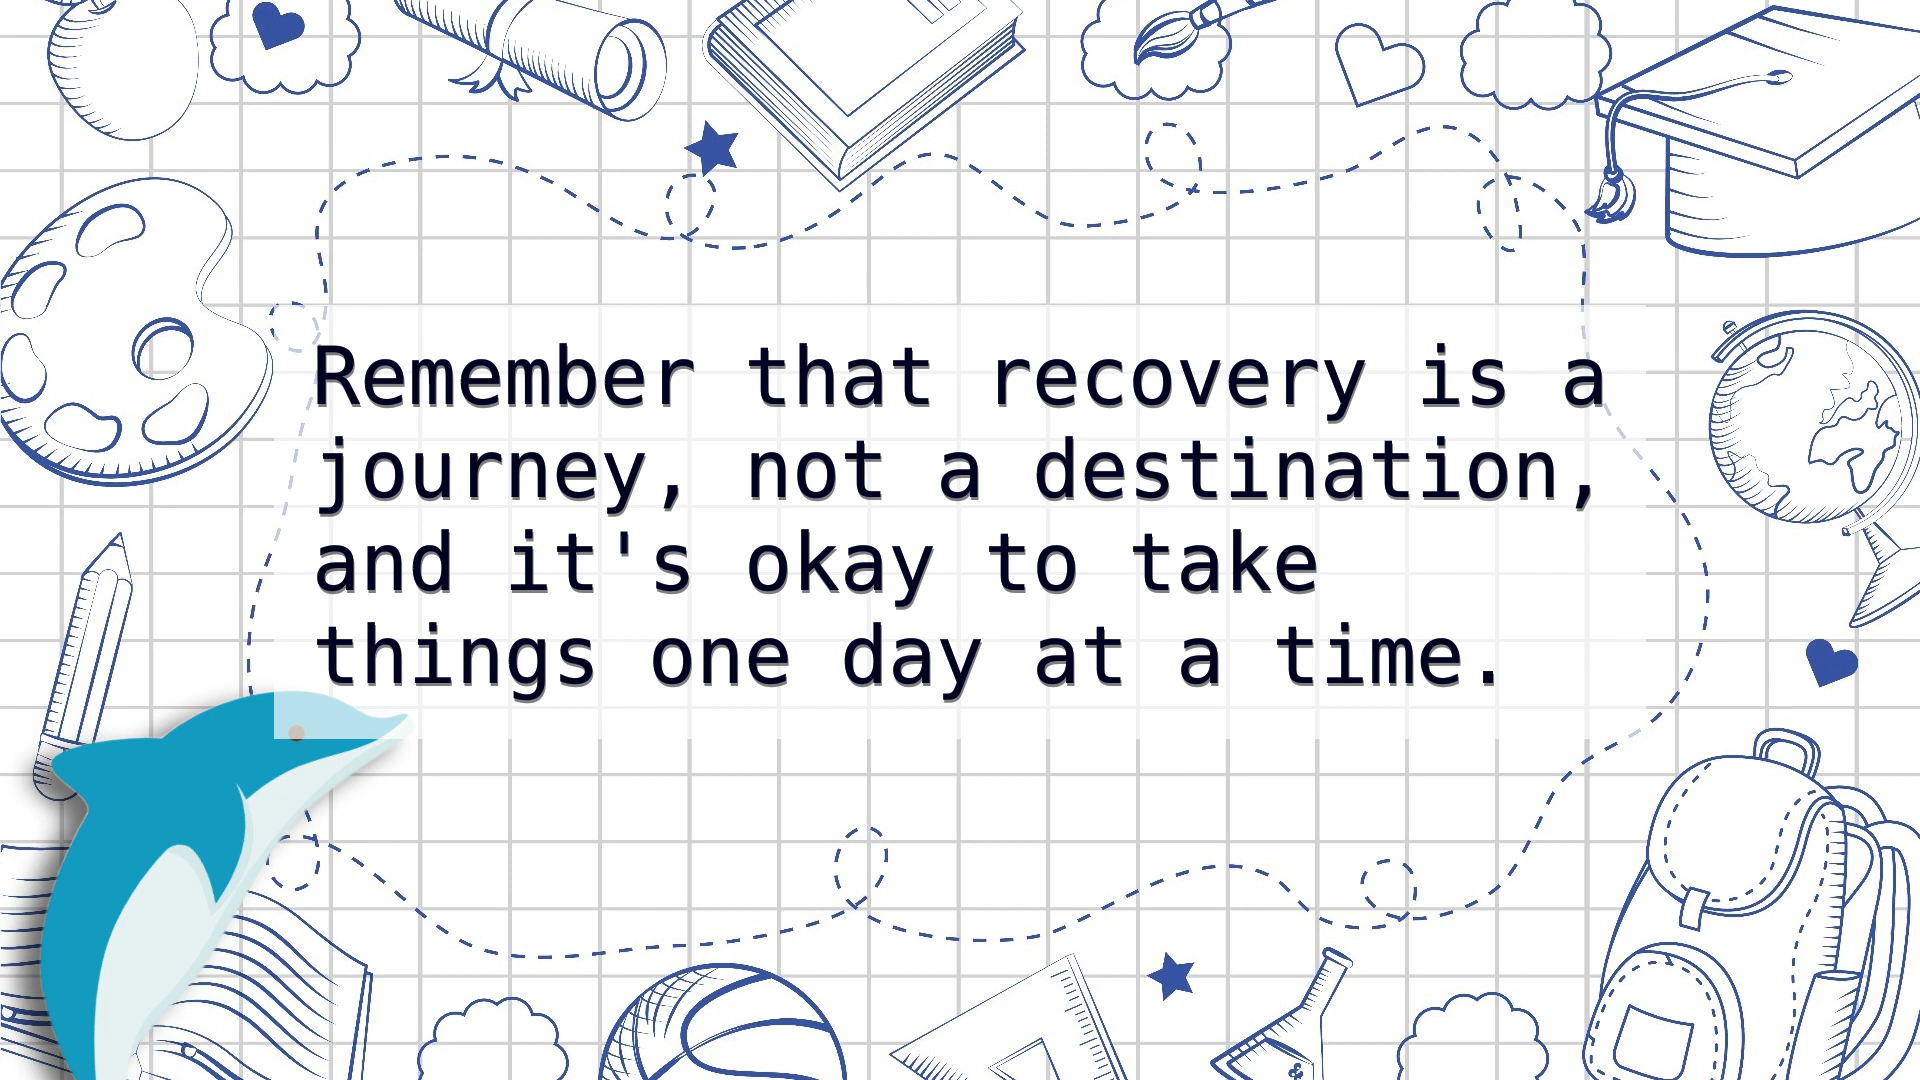 Remember that recovery is a
journey, not a destination,
and it's okay to take
things one day at a time.